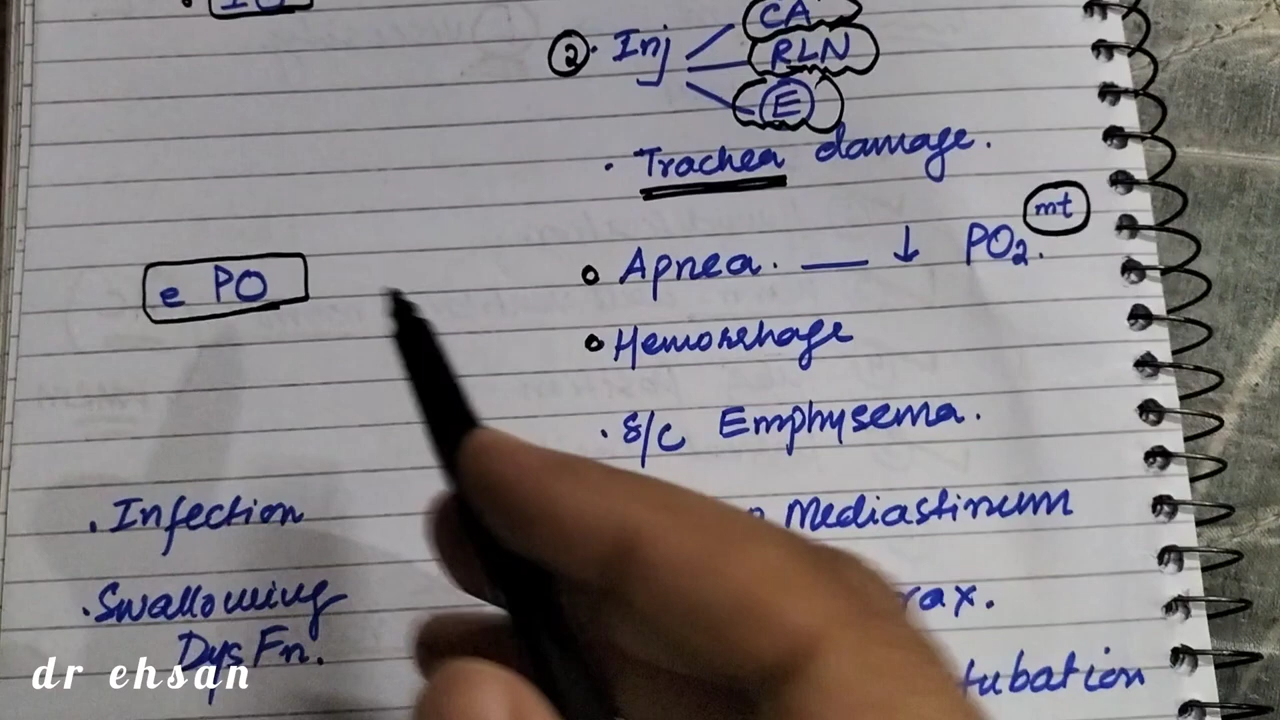 ② · Inj
CA
RLN
E
· Trachea damage.
mt
e PO
Apnea. — ↓ PO₂.
Hemorrhage
· S/C Emphysema.
. Infection
Mediastinum
. Swallowing
rax.
Dys Fn.
tubation
dr ehsan